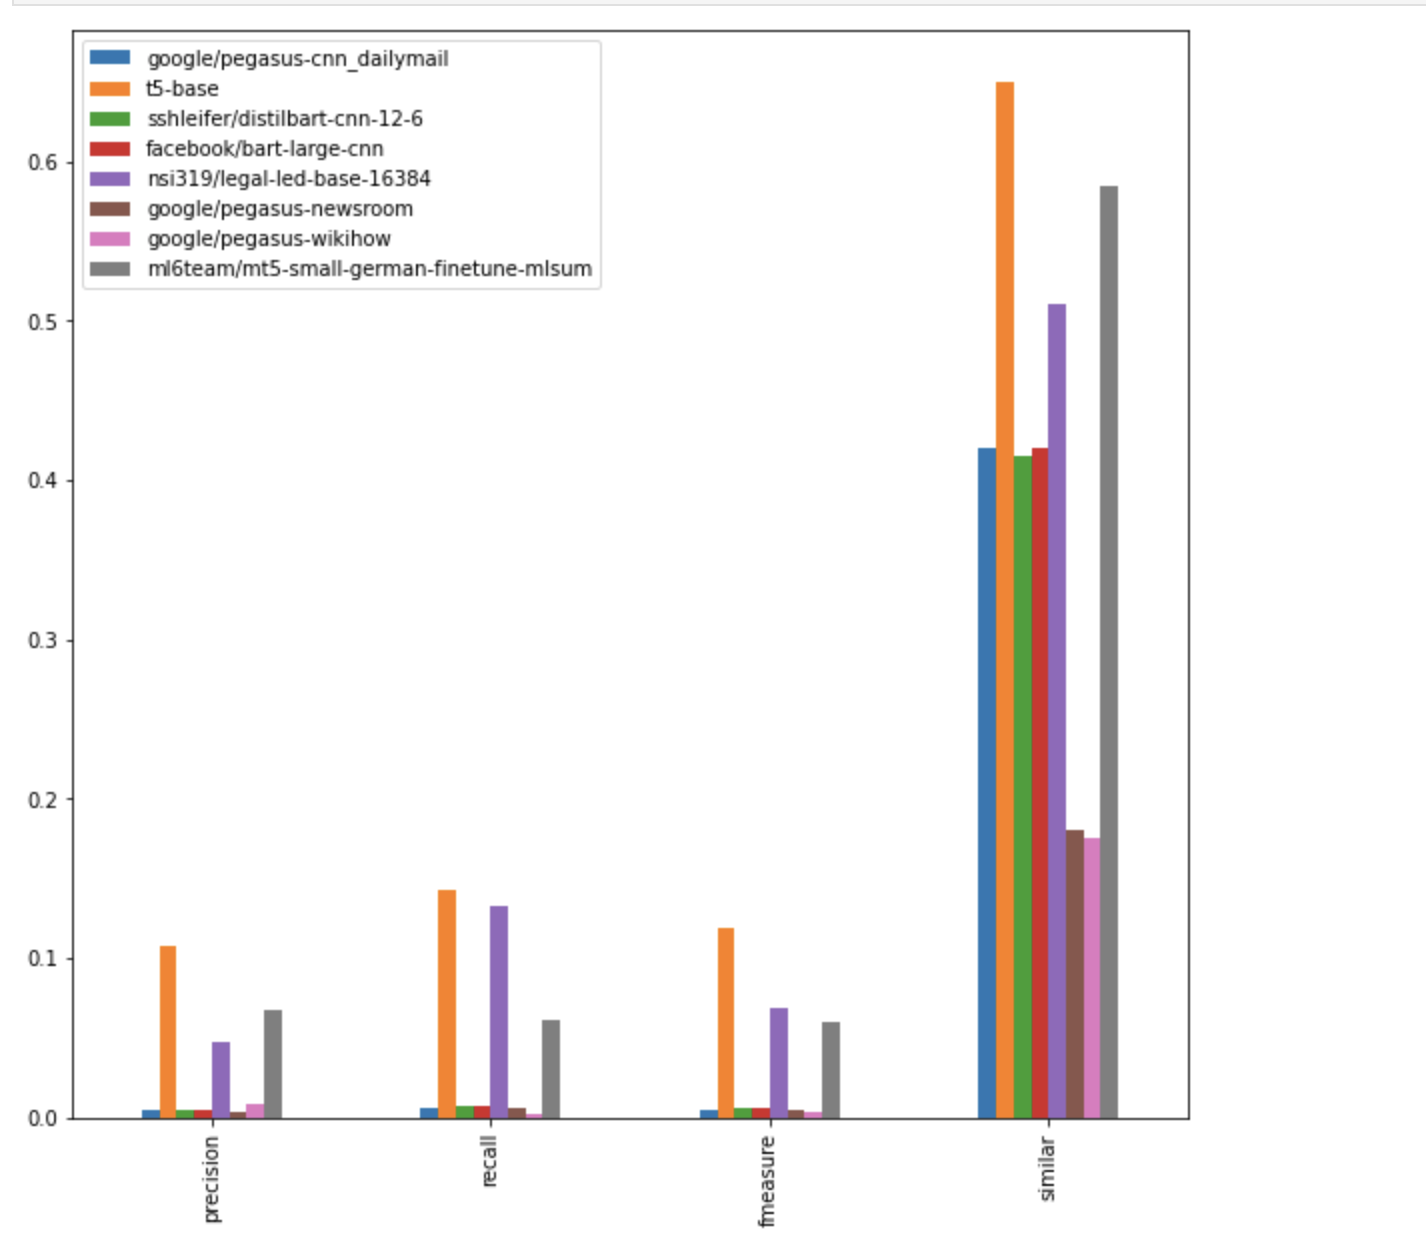 google/pegasus-cnn_dailymail
t5-base
sshleifer/distilbart-cnn-12-6
facebook/bart-large-cnn
nsi319/legal-led-base-16384
google/pegasus-newsroom
google/pegasus-wikihow
ml6team/mt5-small-german-finetune-mlsum
0.6
0.5
0.4
0.3
0.2
0.1
0.0
precision
recall
fmeasure
similar